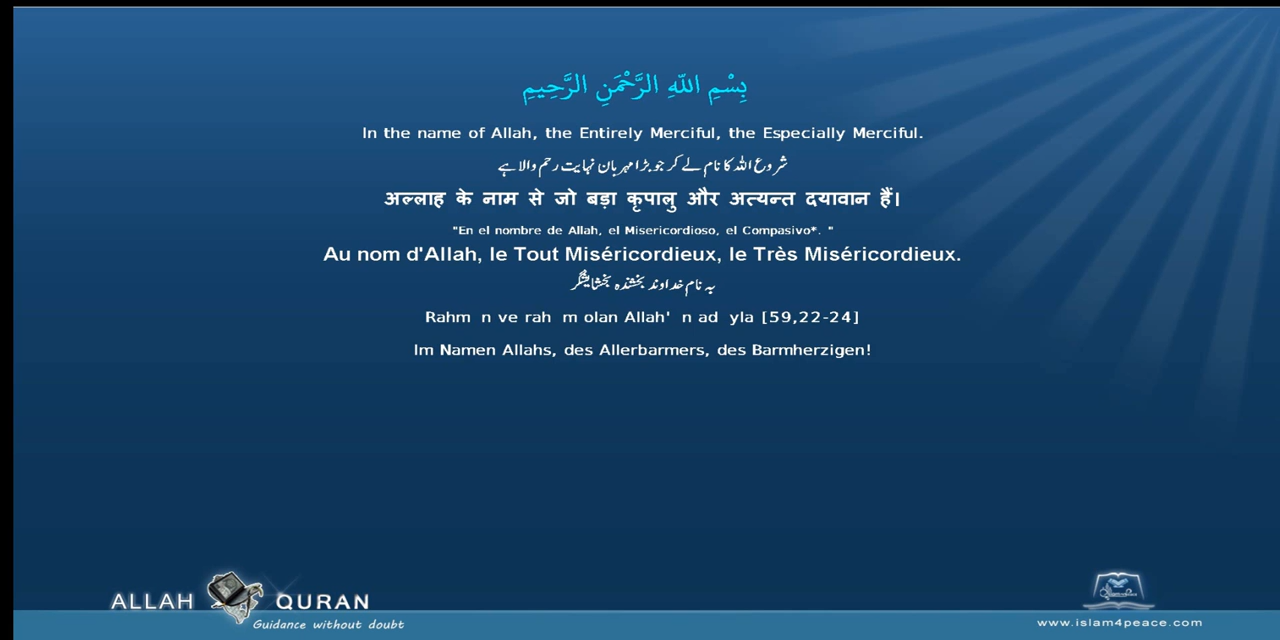 بِسْمِ اللَّهِ الرَّحْمَنِ الرَّحِيمِ
In the name of Allah, the Entirely Merciful, the Especially Merciful.
شروع الله کا نام لے کر جو بڑا مہربان نہایت رحم والا ہے
अल्लाह के नाम से जो बड़ा कृपालु और अत्यन्त दयावान हैं।
"En el nombre de Allah, el Misericordioso, el Compasivo*. "
Au nom d'Allah, le Tout Miséricordieux, le Très Miséricordieux.
به نام خداوند بخشنده بخشایشگر
Rahm n ve rah m olan Allah' n ad yla [59,22-24]
Im Namen Allahs, des Allerbarmers, des Barmherzigen!
ALLAH QURAN
Guidance without doubt
www.islam4peace.com